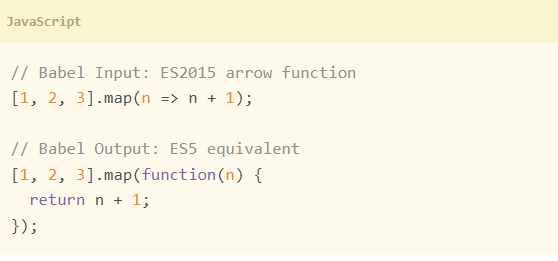 JavaScript
// Babel Input: ES2015 arrow function
[1, 2, 3].map(n => n + 1);
// Babel Output: ES5 equivalent
[1, 2, 3].map(function(n) {
  return n + 1;
});